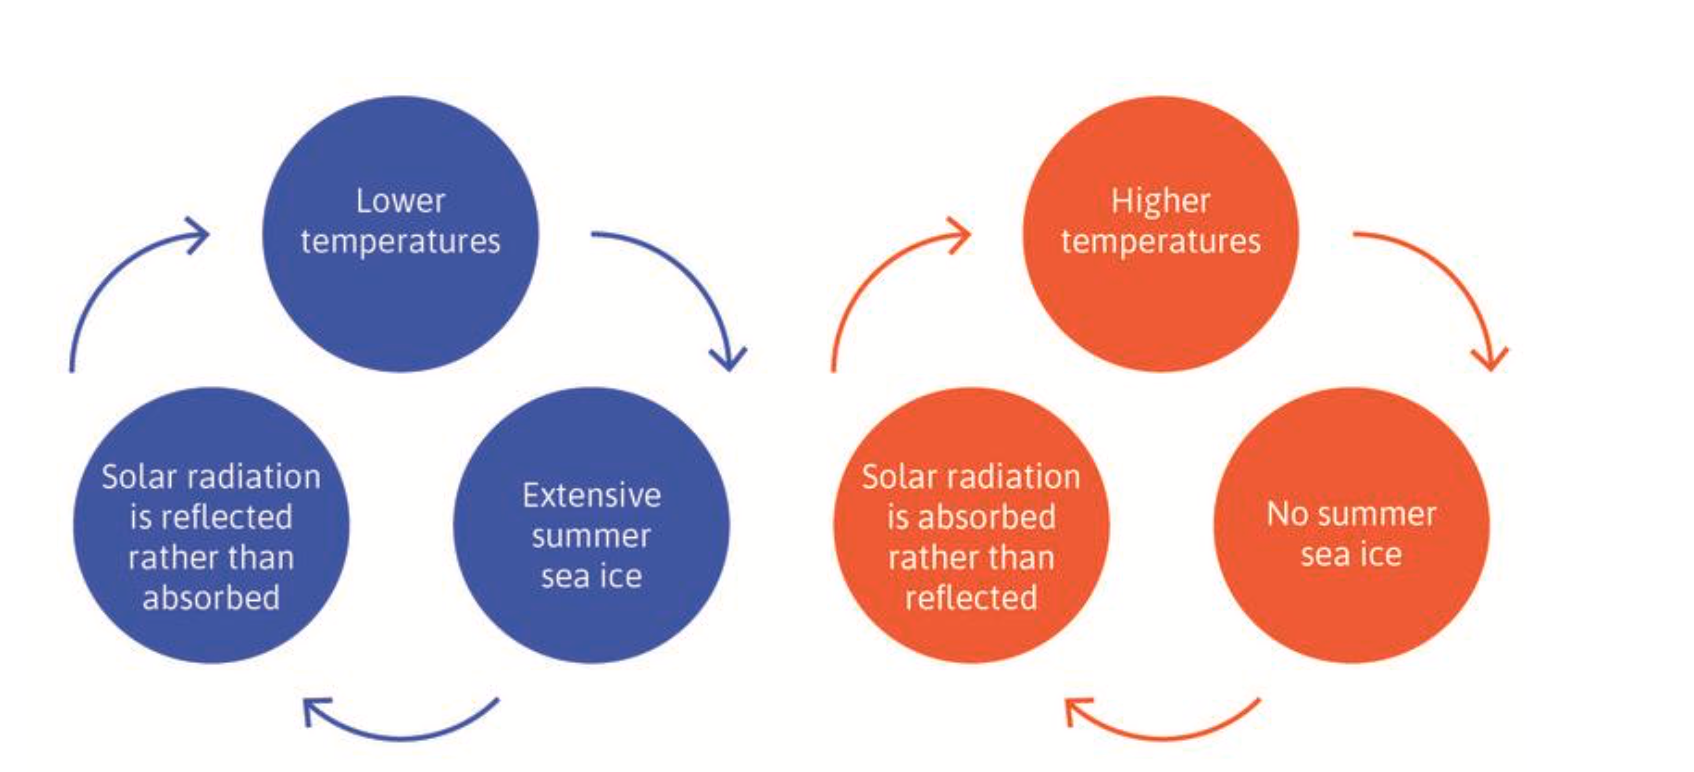 Lower
temperatures
Extensive
summer
sea ice
Solar radiation
is reflected
rather than
absorbed
Higher
temperatures
No summer
sea ice
Solar radiation
is absorbed
rather than
reflected